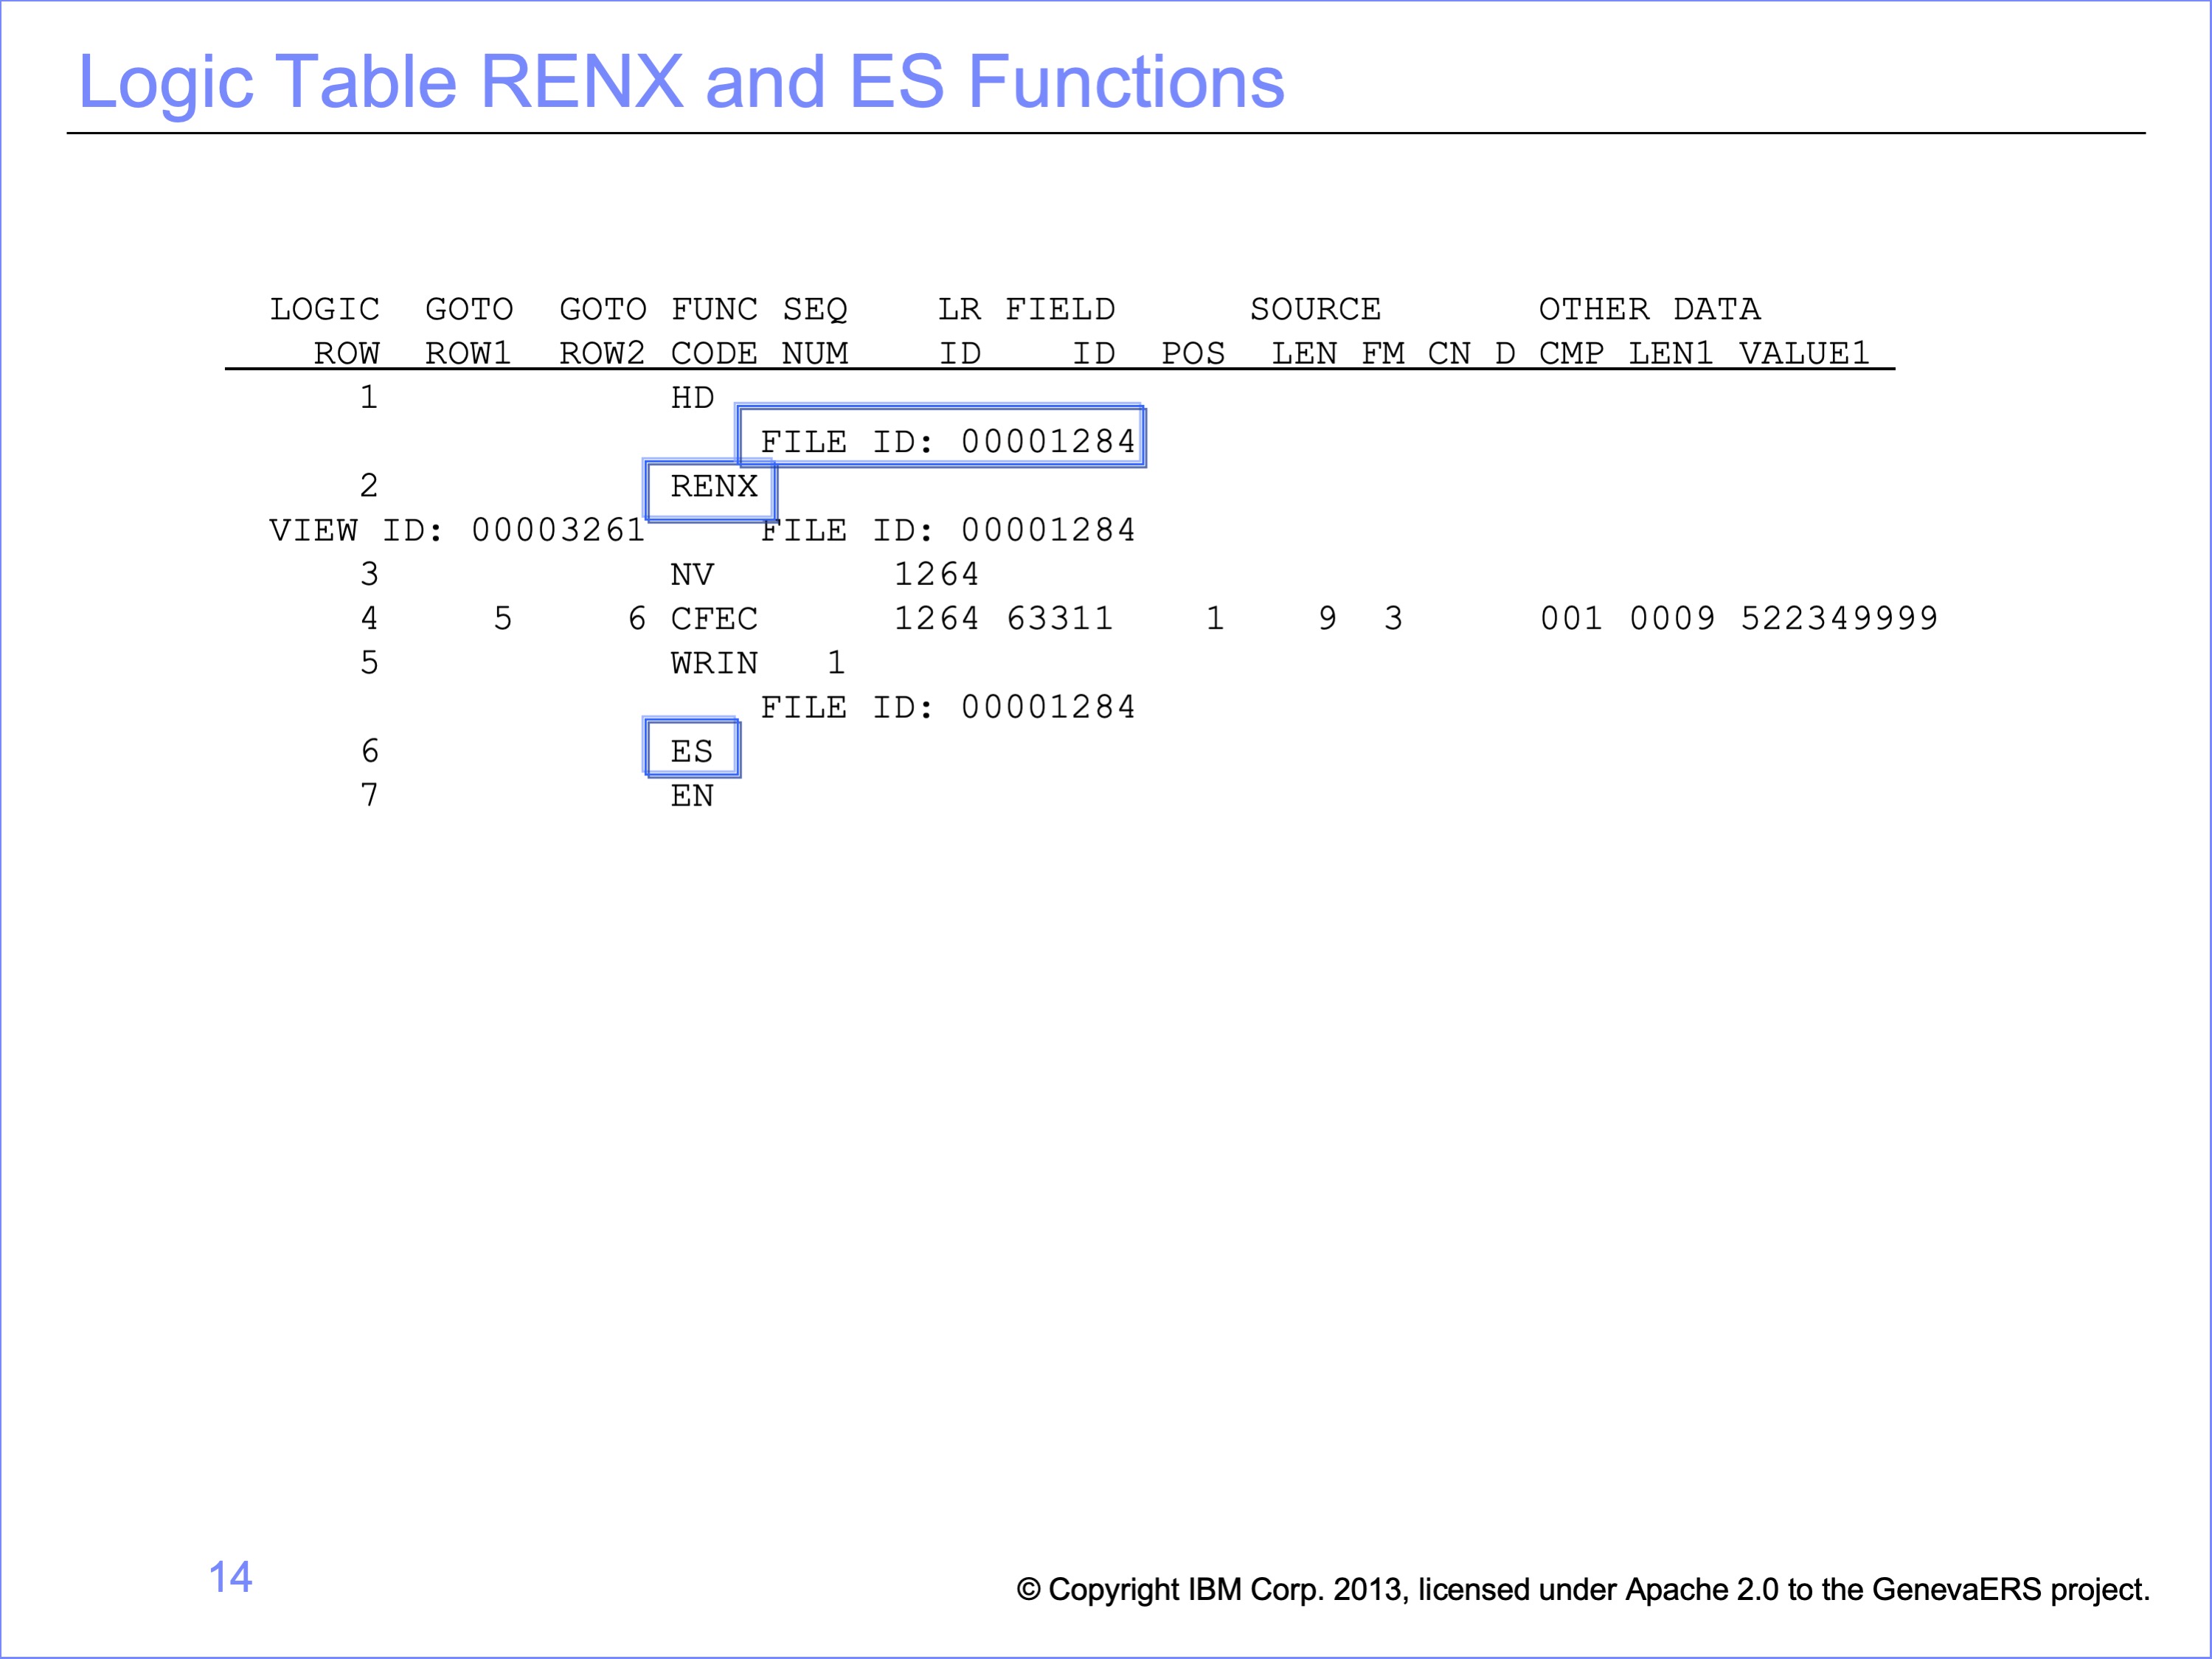 Logic Table RENX and ES Functions
LOGIC GOTO GOTO FUNC SEQ LR FIELD SOURCE OTHER DATA
ROW ROW1 ROW2 CODE NUM ID ID POS LEN FM CN D CMP LEN1 VALUE1
1 HD
FILE ID: 00001284
2 RENX
VIEW ID: 00003261 FILE ID: 00001284
3 NV 1264
4 5 6 CFEC 1264 63311 1 9 3 001 0009 522349999
5 WRIN 1
FILE ID: 00001284
6 ES
7 EN
14
© Copyright IBM Corp. 2013, licensed under Apache 2.0 to the GenevaERS project.